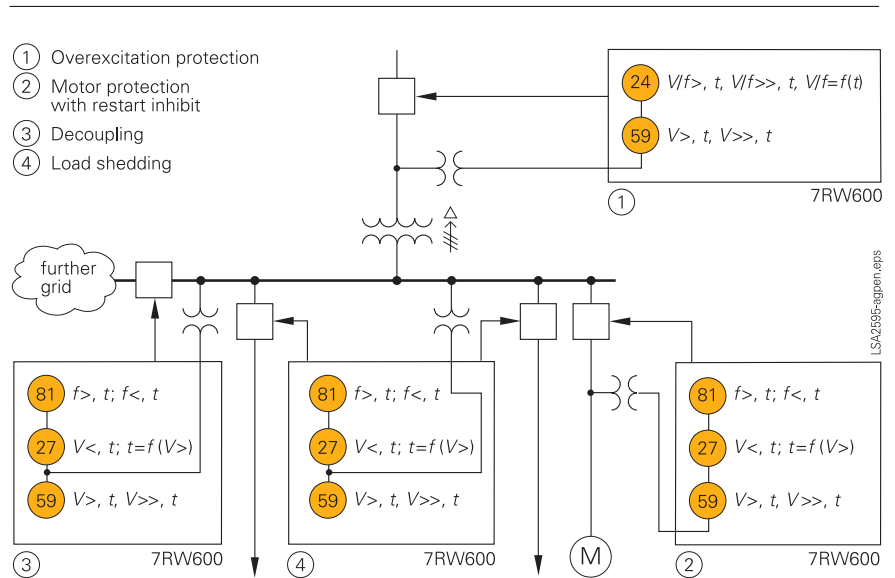 1 Overexcitation protection
2 Motor protection
with restart inhibit
3 Decoupling
4 Load shedding
24 V/f>, t, V/f>>, t, V/f=f(t)
59 V>, t, V>>, t
1
7RW600
further
grid
LSA2595-agpen.eps
81 f>, t; f<, t
27 V<, t; t=f (V>)
59 V>, t, V>>, t
3
7RW600
81 f>, t; f<, t
27 V<, t; t=f (V>)
59 V>, t, V>>, t
4
7RW600
M
81 f>, t; f<, t
27 V<, t; t=f (V>)
59 V>, t, V>>, t
2
7RW600